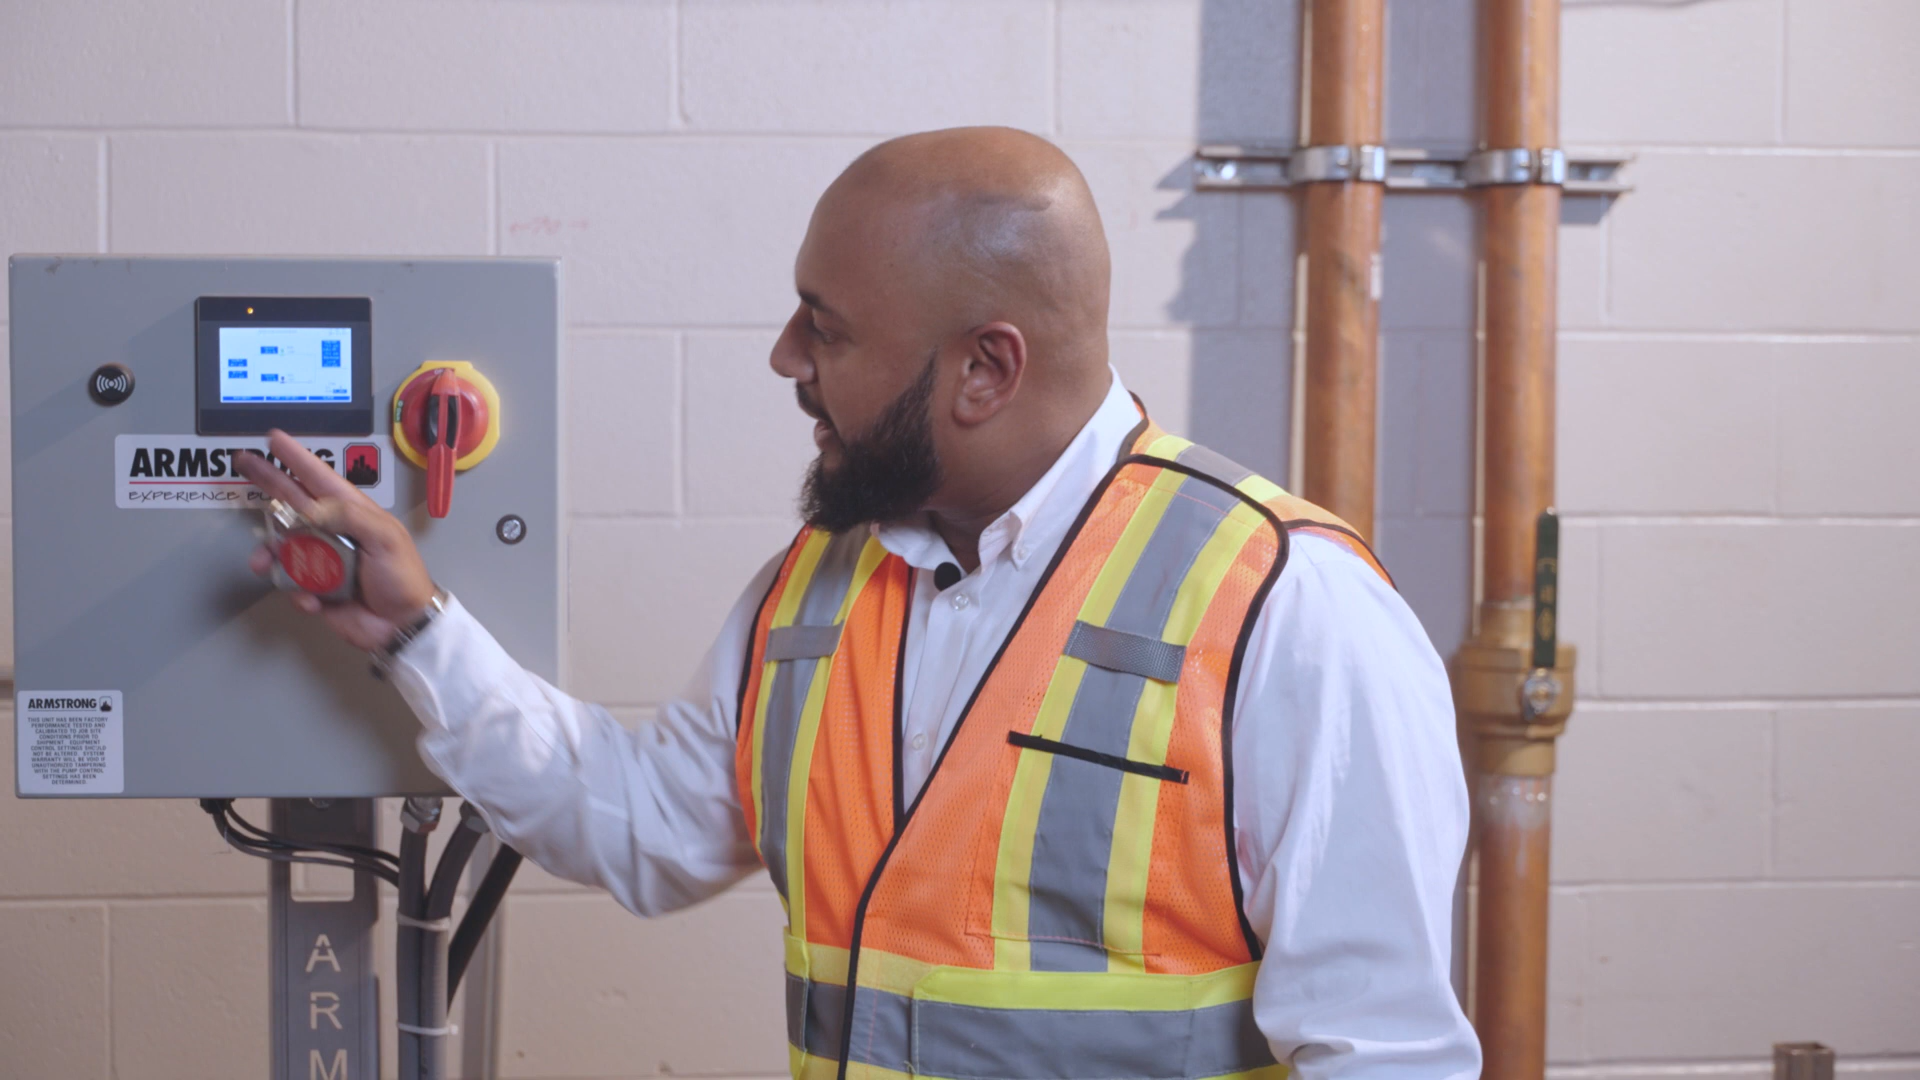 ARMSTRONG
EXPERIENCE
ARMSTRONG
THIS UNIT HAS BEEN FACTORY
PERFORMANCE TESTED AND
CALIBRATED TO JOB SITE
CONDITIONS PRIOR TO
SHIPMENT. EQUIPMENT
CONTROL SETTINGS SHOULD
NOT BE ALTERED. SYSTEM
WARRANTY WILL BE VOID IF
UNAUTHORIZED TAMPERING
WITH THE PUMP CONTROL
SETTINGS HAS BEEN
DETERMINED.
A
R
M